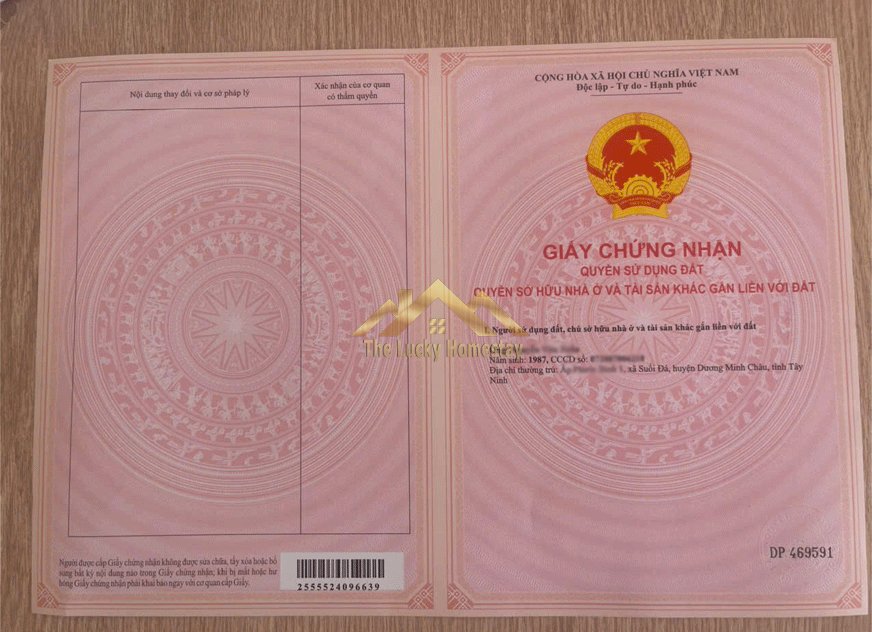 Nội dung thay đổi và cơ sở pháp lý
Xác nhận của cơ quan
có thẩm quyền
Người được cấp Giấy chứng nhận không được sửa chữa, tẩy xóa hoặc bổ
sung bất kỳ nội dung nào trong Giấy chứng nhận; khi bị mất hoặc hư
hỏng Giấy chứng nhận phải khai báo ngay với cơ quan cấp Giấy.
2555524096639
CỘNG HÒA XÃ HỘI CHỦ NGHĨA VIỆT NAM
Độc lập - Tự do - Hạnh phúc
GIẤY CHỨNG NHẬN
QUYỀN SỬ DỤNG ĐẤT
QUYỀN SỞ HỮU NHÀ Ở VÀ TÀI SẢN KHÁC GẮN LIỀN VỚI ĐẤT
I. Người sử dụng đất, chủ sở hữu nhà ở và tài sản khác gắn liền với đất
Năm sinh: 1987, CCCD số:
Địa chỉ thường trú: xã Suối Đá, huyện Dương Minh Châu, tỉnh Tây
Ninh
DP 469591
The Lucky Homestay